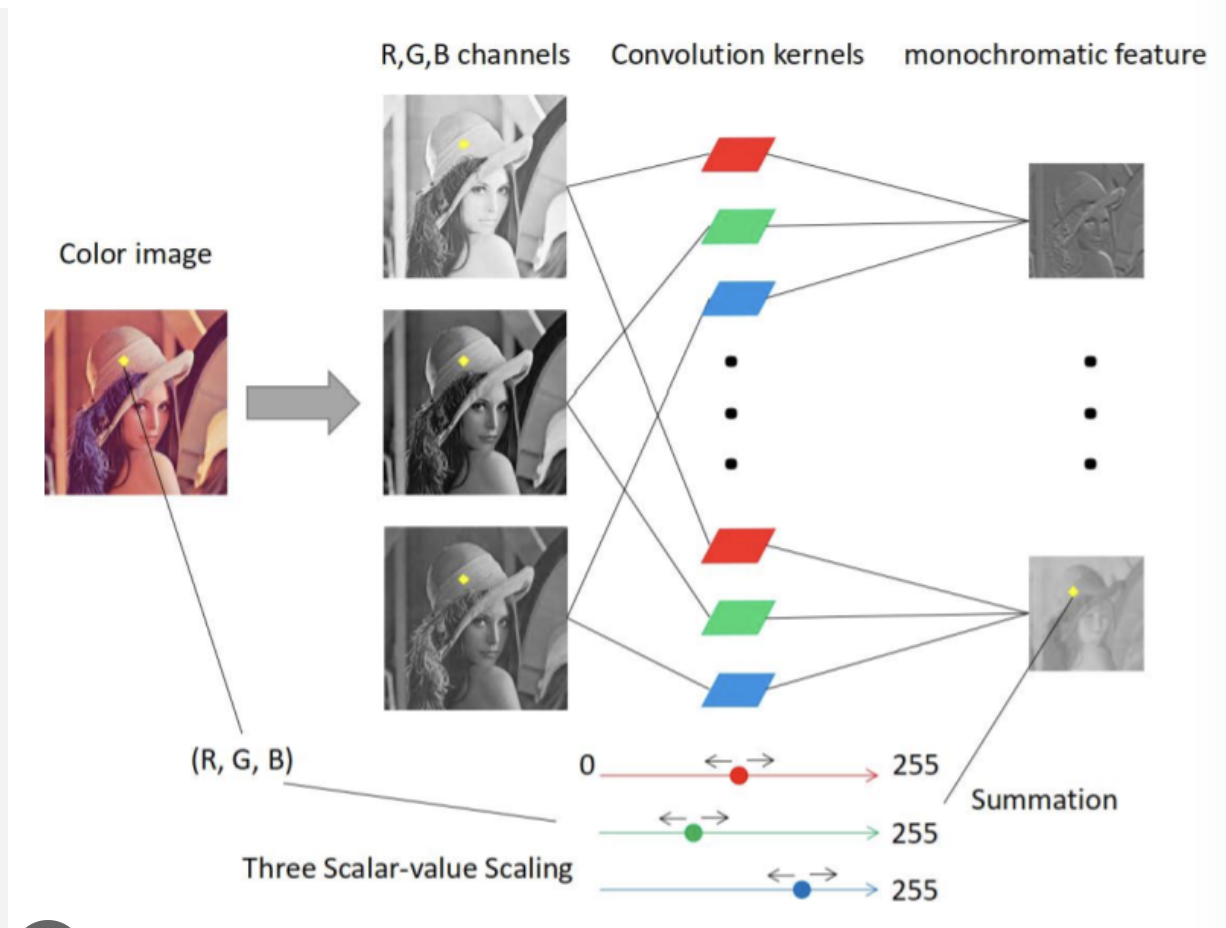 R,G,B channels
Convolution kernels
monochromatic feature
Color image
(R, G, B)
0
255
Summation
255
Three Scalar-value Scaling
255